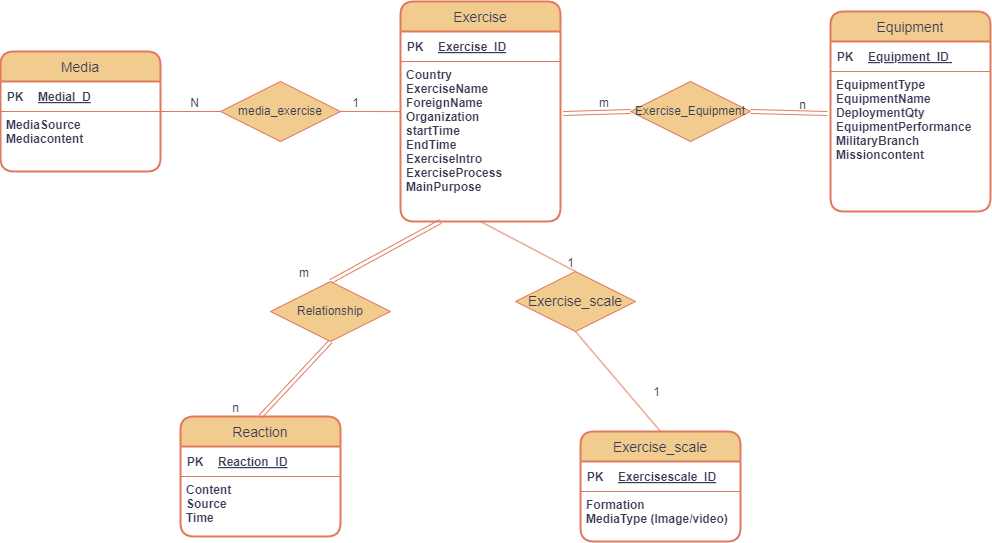 Exercise
PK Exercise_ID
Country
ExerciseName
ForeignName
Organization
startTime
EndTime
ExerciseIntro
ExerciseProcess
MainPurpose
Equipment
PK Equipment_ID
EquipmentType
EquipmentName
DeploymentQty
EquipmentPerformance
MilitaryBranch
Missioncontent
Media
PK Medial_D
MediaSource
Mediacontent
N
media_exercise
1
m
Exercise_Equipment
n
m
Relationship
n
1
Exercise_scale
1
Reaction
PK Reaction_ID
Content
Source
Time
Exercise_scale
PK Exercisescale_ID
Formation
MediaType (Image/video)